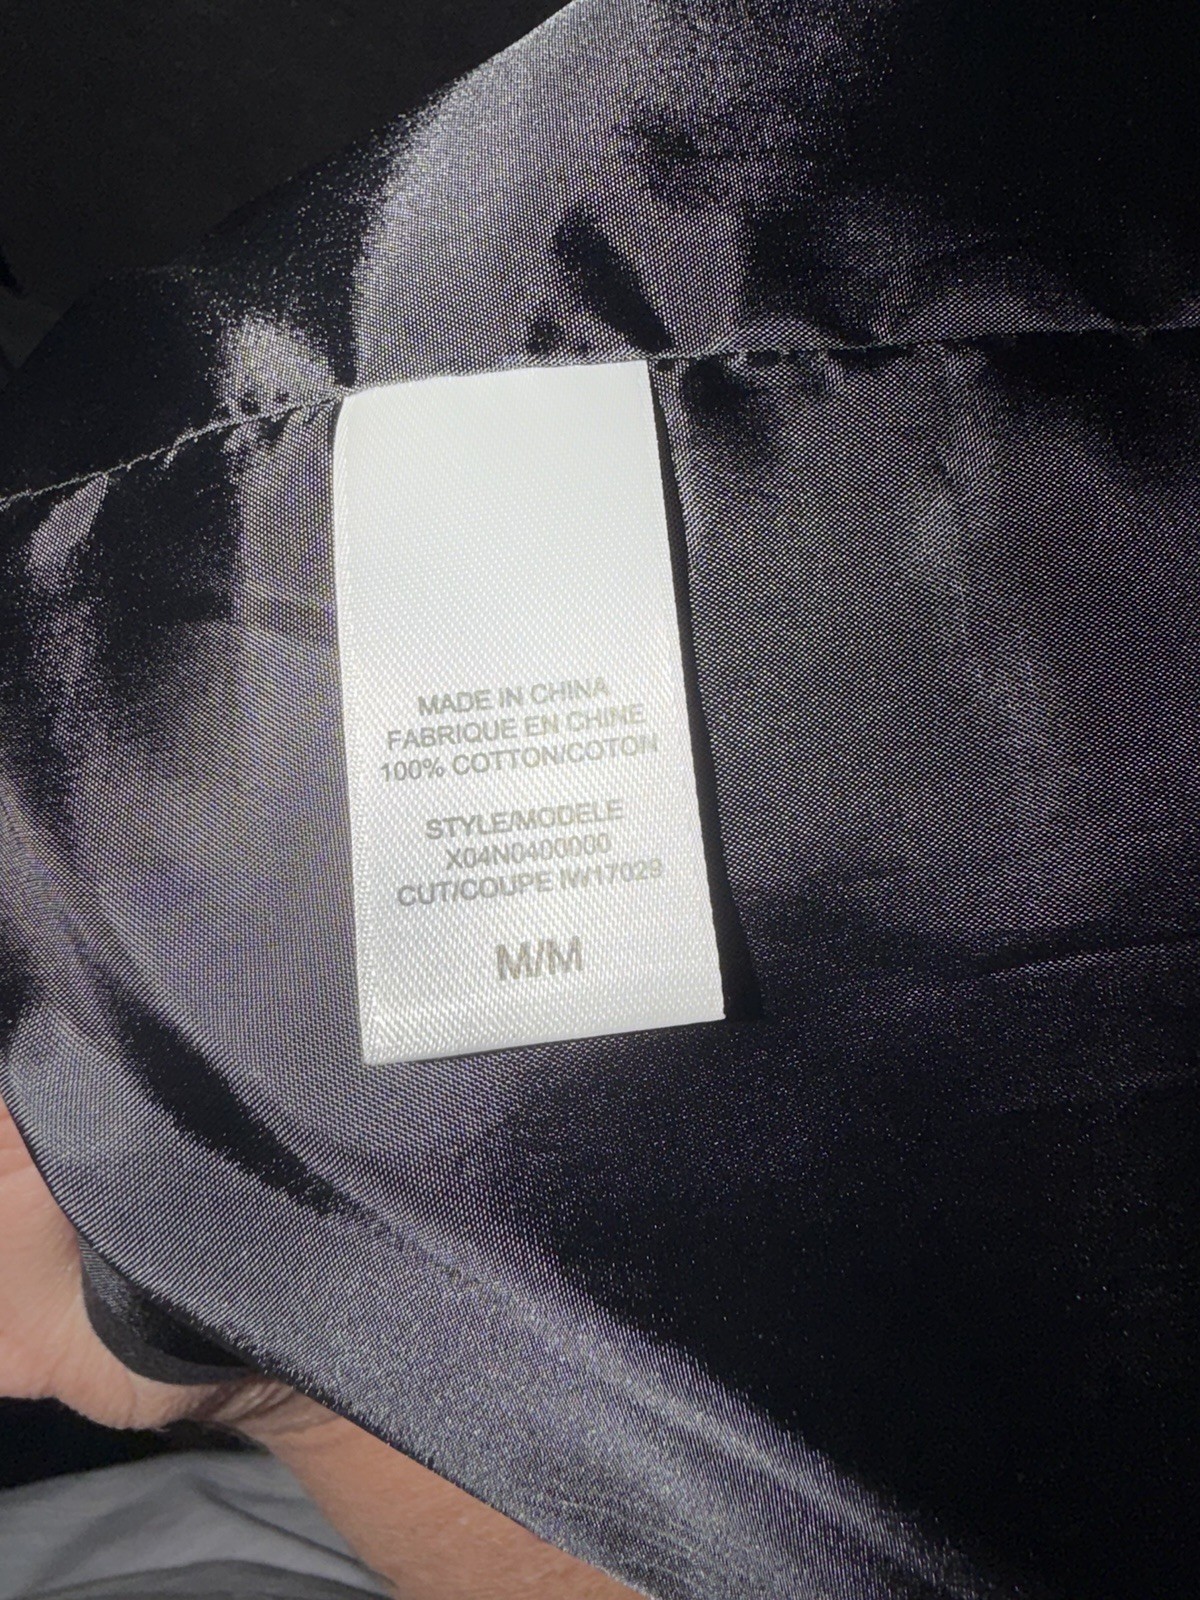 MADE IN CHINA
FABRIQUE EN CHINE
100% COTTON/COTON
STYLE/MODELE
X04N0400000
CUT/COUPE IW17029
M/M